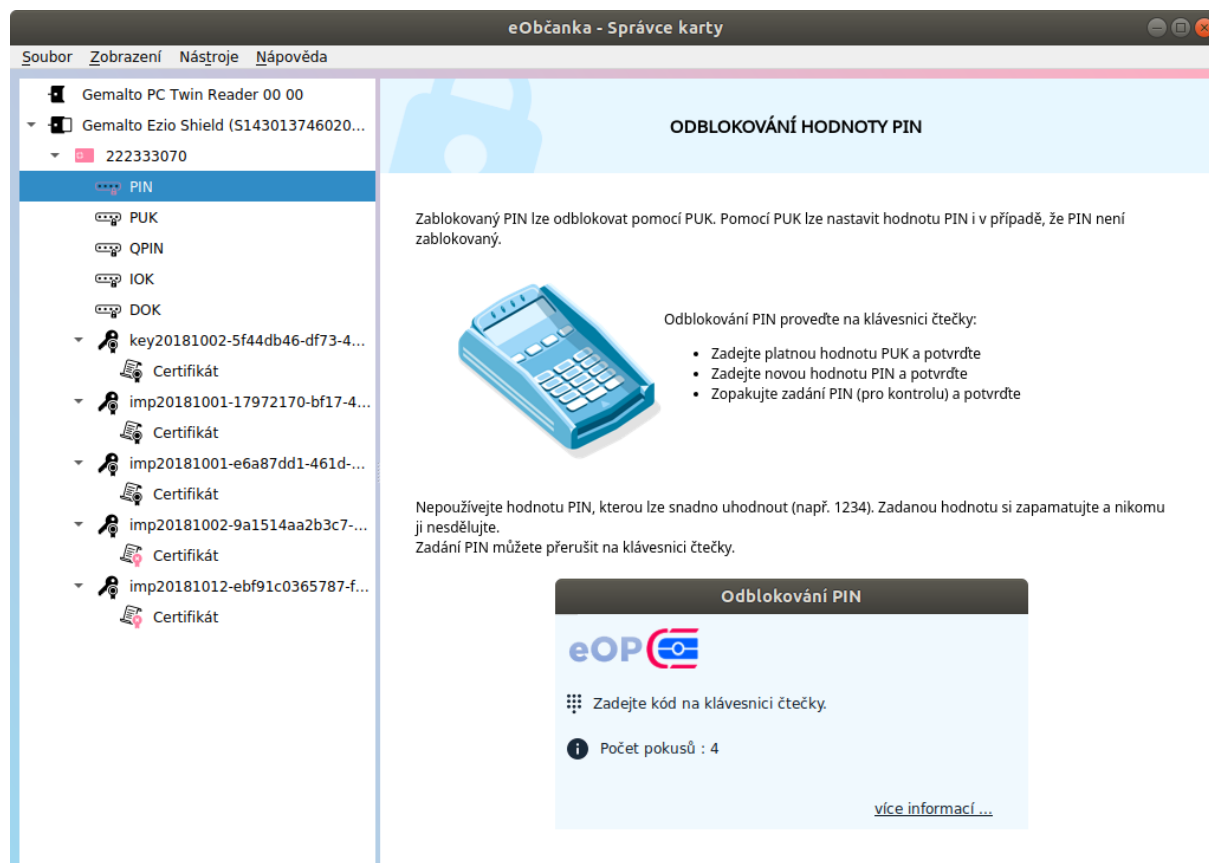 eObčanka - Správce karty
Soubor Zobrazení Nástroje Nápověda
Gemalto PC Twin Reader 00 00
Gemalto Ezio Shield (S143013746020...
222333070
PIN
PUK
QPIN
IOK
DOK
key20181002-5f44db46-df73-4...
Certifikát
imp20181001-17972170-bf17-4...
Certifikát
imp20181001-e6a87dd1-461d-...
Certifikát
imp20181002-9a1514aa2b3c7-...
Certifikát
imp20181012-ebf91c0365787-f...
Certifikát
ODBLOKOVÁNÍ HODNOTY PIN
Zablokovaný PIN lze odblokovat pomocí PUK. Pomocí PUK lze nastavit hodnotu PIN i v případě, že PIN není
zablokovaný.
Odblokování PIN proveďte na klávesnici čtečky:
• Zadejte platnou hodnotu PUK a potvrďte
• Zadejte novou hodnotu PIN a potvrďte
• Zopakujte zadání PIN (pro kontrolu) a potvrďte
Nepoužívejte hodnotu PIN, kterou lze snadno uhodnout (např. 1234). Zadanou hodnotu si zapamatujte a nikomu
ji nesdělujte.
Zadání PIN můžete přerušit na klávesnici čtečky.
Odblokování PIN
eOP
Zadejte kód na klávesnici čtečky.
Počet pokusů : 4
více informací ...